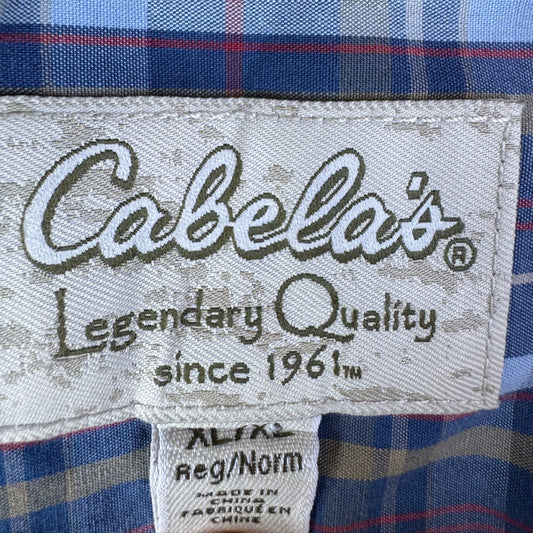 Cabela's®
Legendary Quality
since 1961™
XL/XL
Reg/Norm
MADE IN
CHINA
FABRIQUÉ EN
CHINE